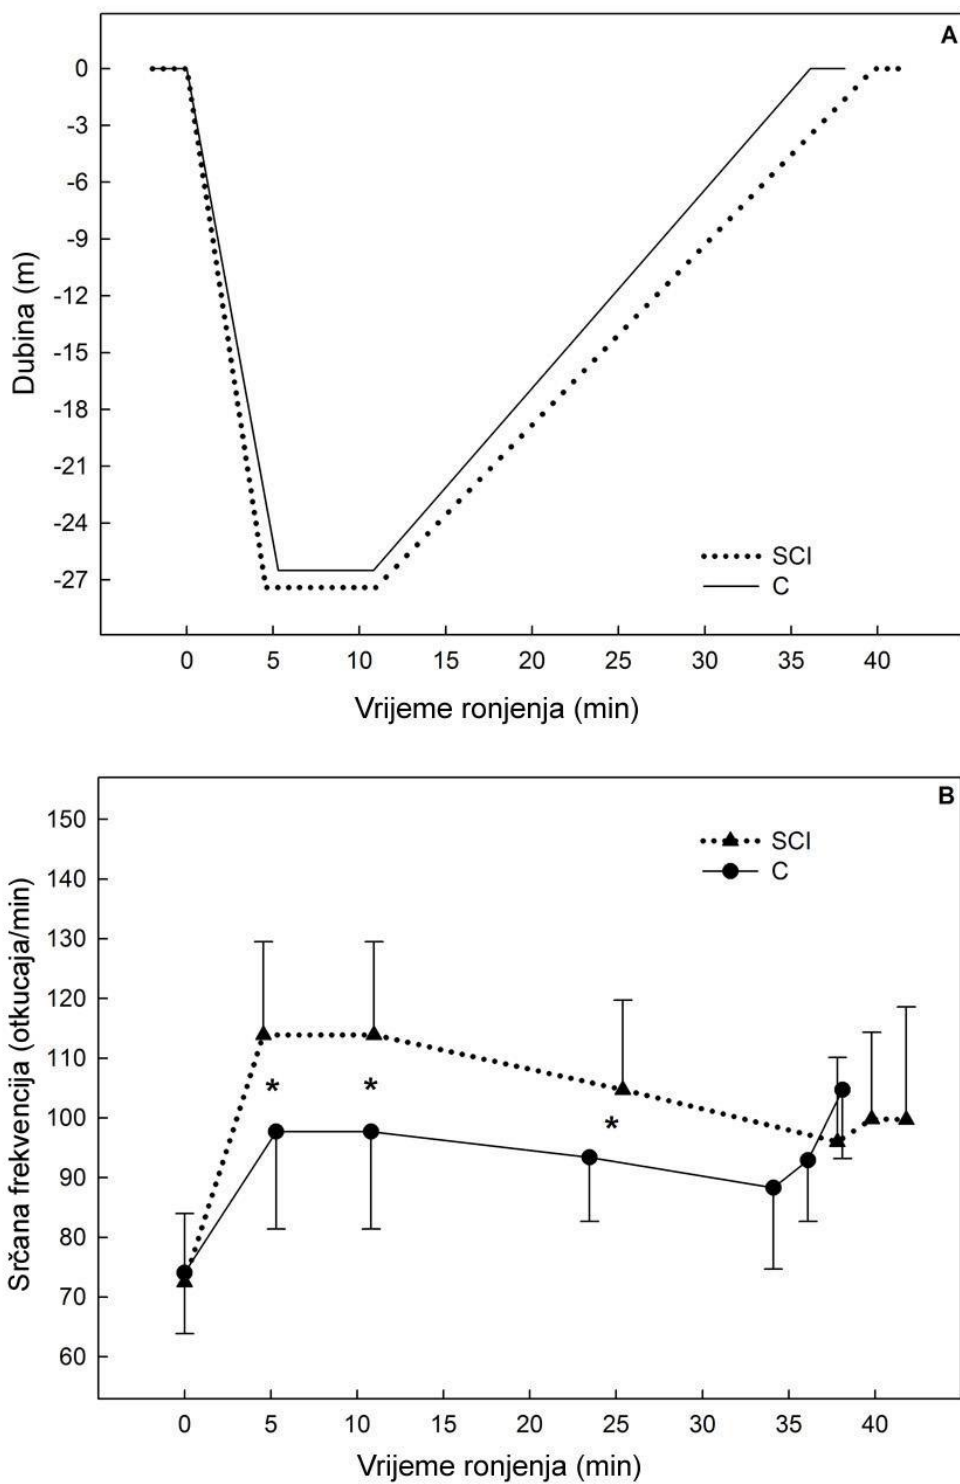 A
0
-3
-6
-9
-12
-15
-18
-21
-24
-27
Dubina (m)
SCI
C
0 5 10 15 20 25 30 35 40
Vrijeme ronjenja (min)
B
150
140
130
120
110
100
90
80
70
60
Srčana frekvencija (otkucaja/min)
SCI
C
* * *
0 5 10 15 20 25 30 35 40
Vrijeme ronjenja (min)